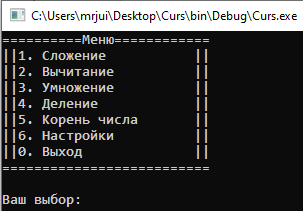 C:\Users\mrjui\Desktop\Curs\bin\Debug\Curs.exe
==========Меню============
||1. Сложение           ||
||2. Вычитание          ||
||3. Умножение          ||
||4. Деление            ||
||5. Корень числа       ||
||6. Настройки          ||
||0. Выход              ||
==========================
Ваш выбор: